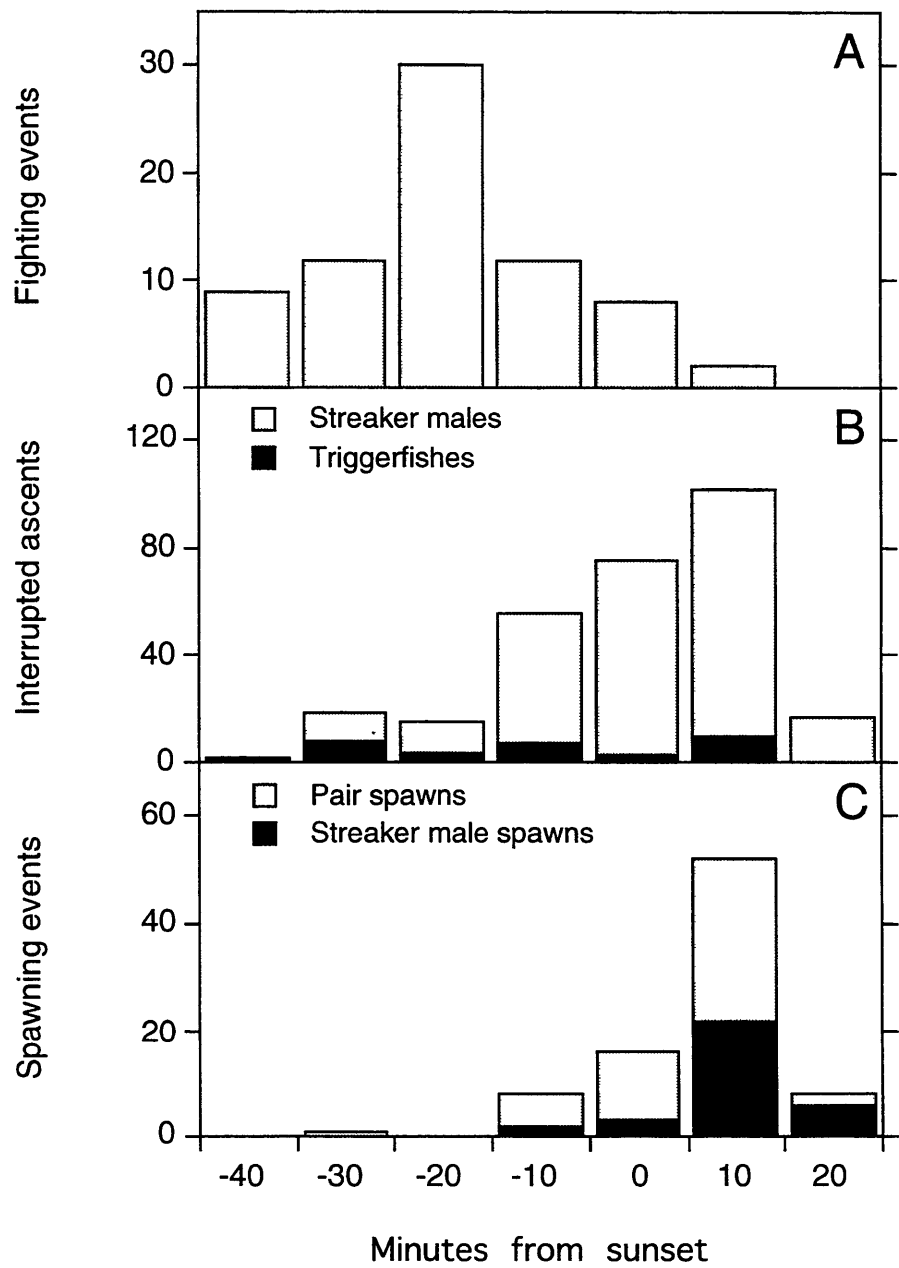 A
Fighting events
30
20
10
0
B
Interrupted ascents
120
80
40
0
Streaker males
Triggerfishes
C
Spawning events
60
40
20
0
Pair spawns
Streaker male spawns
-40 -30 -20 -10 0 10 20
Minutes from sunset